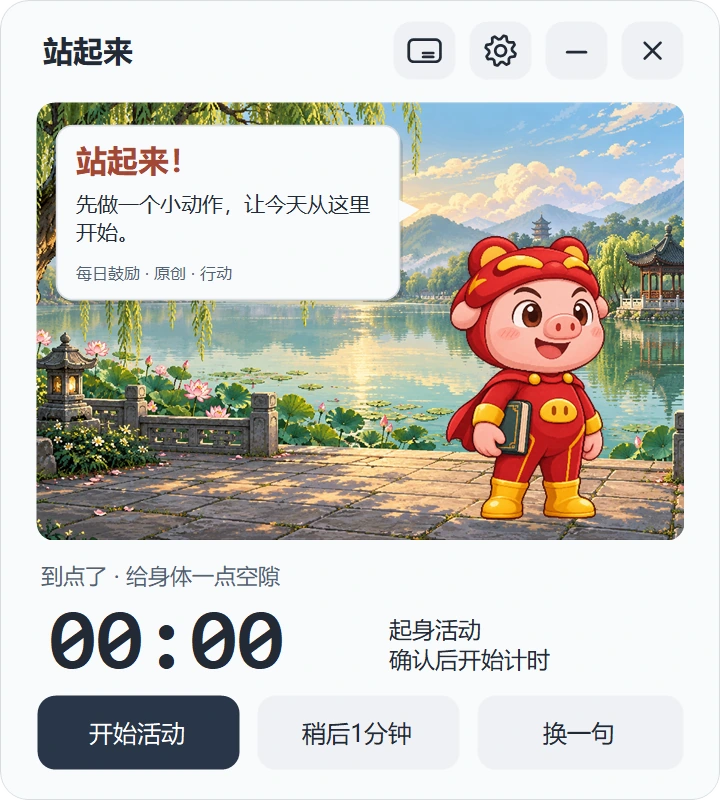 站起来
站起来！
先做一个小动作，让今天从这里
开始。
每日鼓励 · 原创 · 行动
到点了 · 给身体一点空隙
00:00
起身活动
确认后开始计时
开始活动
稍后1分钟
换一句